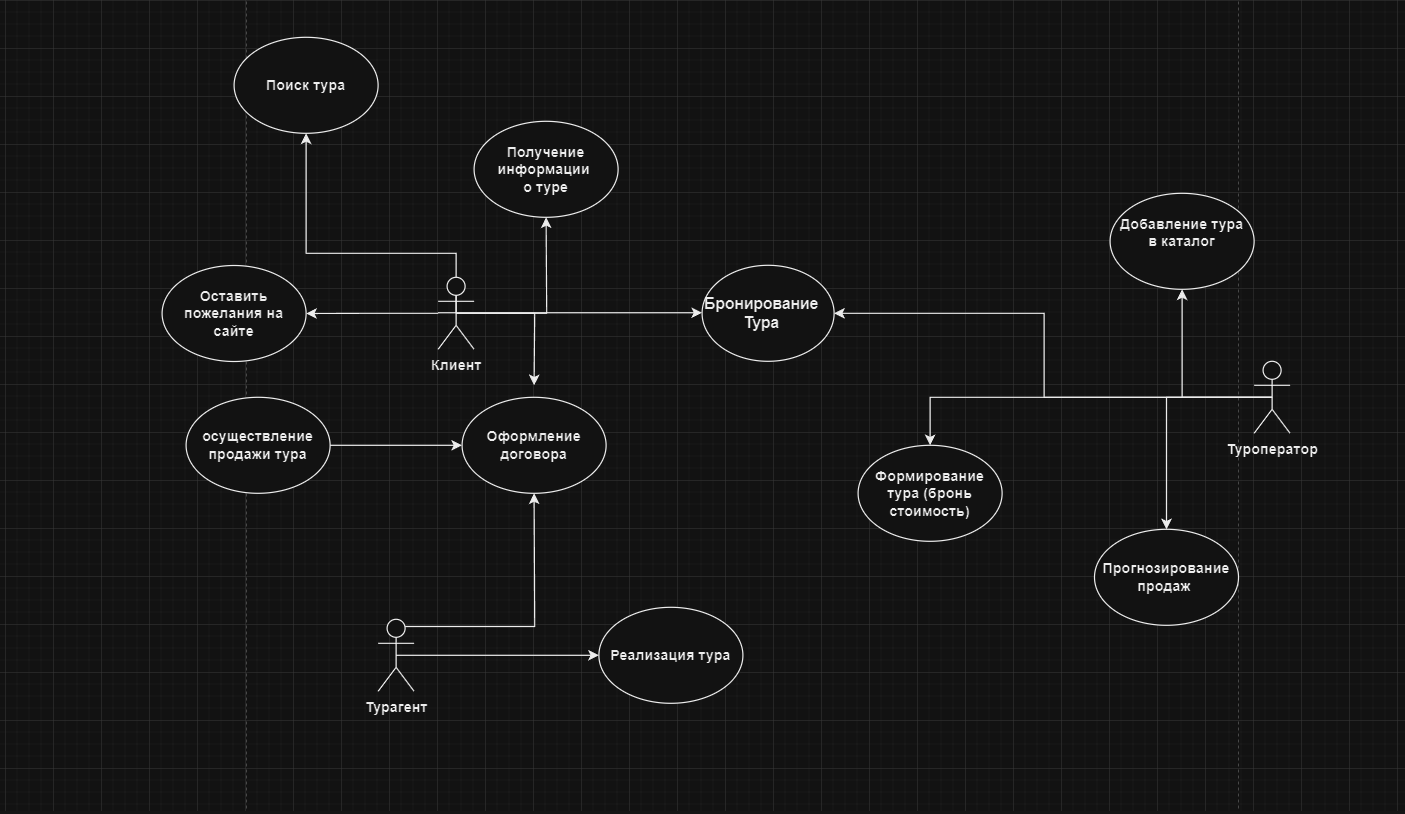 Поиск тура
Получение
информации
о туре
Добавление тура
в каталог
Оставить
пожелания на
сайте
Клиент
Бронирование
Тура
Туроператор
осуществление
продажи тура
Оформление
договора
Формирование
тура (бронь
стоимость)
Прогнозирование
продаж
Турагент
Реализация тура